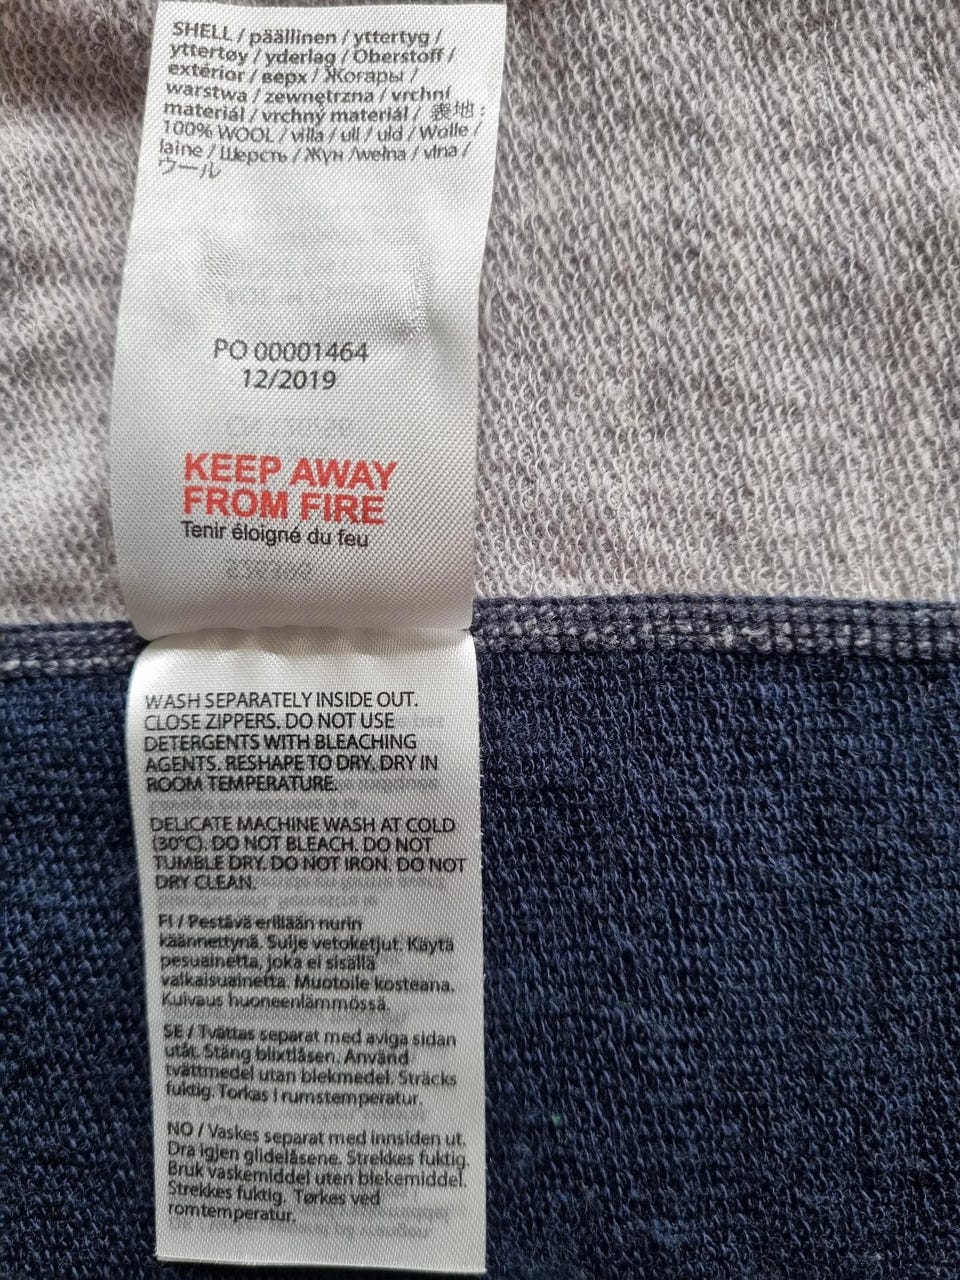 SHELL / päällinen / yttertyg /
yttertøy / yderlag / Oberstoff /
extérior / верх / Жоғарғы /
warstwa / zewnętrzna / vrchní
materiál / vrchný materiál / 表地:
100% WOOL / villa / ull / uld / Wolle /
laine / Шерсть / Жүн /wełna / vlna /
ウール
PO 00001464
12/2019
KEEP AWAY
FROM FIRE
Tenir éloigné du feu
WASH SEPARATELY INSIDE OUT.
CLOSE ZIPPERS. DO NOT USE
DETERGENTS WITH BLEACHING
AGENTS. RESHAPE TO DRY. DRY IN
ROOM TEMPERATURE.
DELICATE MACHINE WASH AT COLD
(30°C). DO NOT BLEACH. DO NOT
TUMBLE DRY. DO NOT IRON. DO NOT
DRY CLEAN.
FI / Pestävä erillään nurin
käännettynä. Sulje vetoketjut. Käytä
pesuainetta, joka ei sisällä
valkaisuainetta. Muotoile kosteana.
Kuivaus huoneenlämmössä.
SE / Tvättas separat med aviga sidan
utåt. Stäng blixtlåsen. Använd
tvättmedel utan blekmedel. Sträcks
fuktig. Torkas i rumstemperatur.
NO / Vaskes separat med innsiden ut.
Dra igjen glidelåsene. Strekkes fuktig.
Bruk vaskemiddel uten blekemiddel.
Strekkes fuktig. Tørkes ved
romtemperatur.